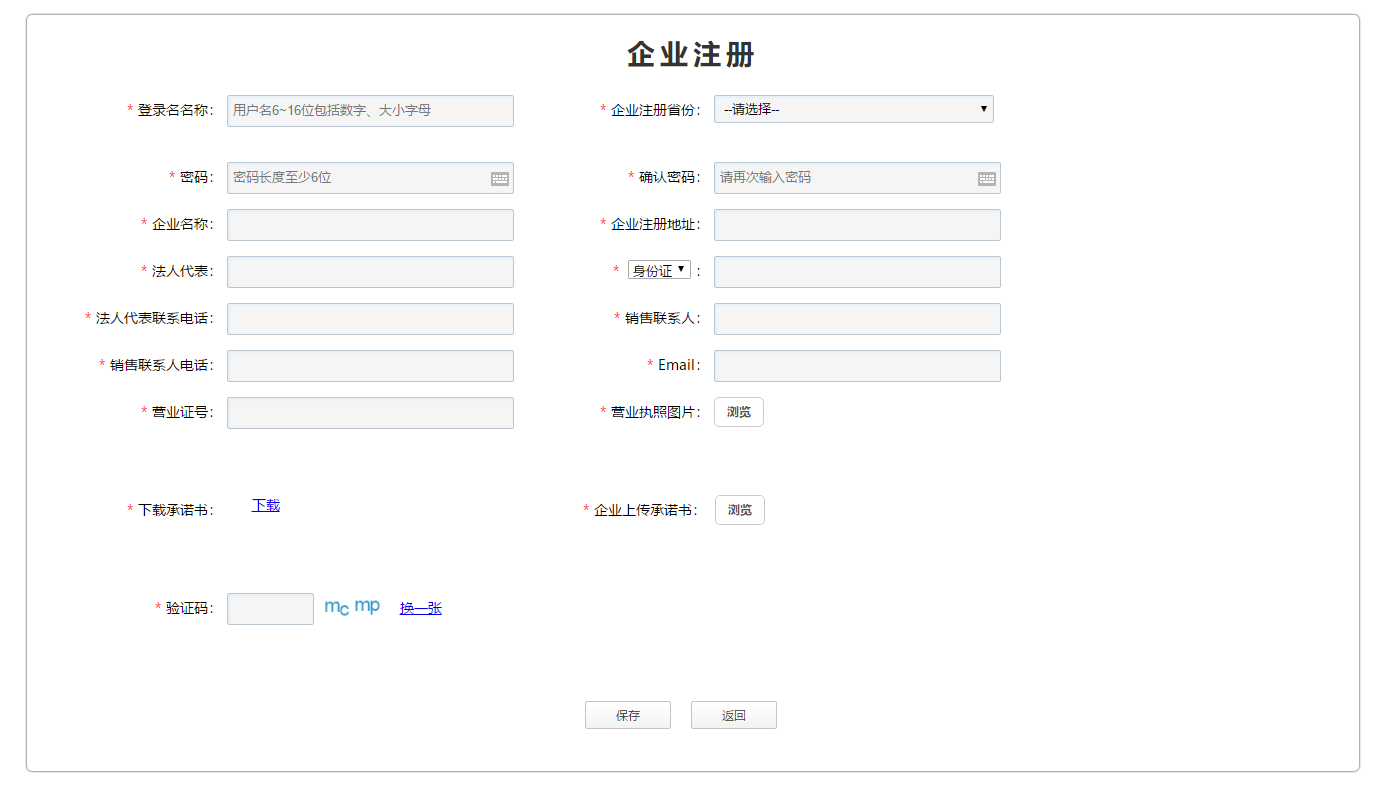 企业注册
* 登录名名称: 用户名6~16位包括数字、大小字母 * 企业注册省份: --请选择--
* 密码: 密码长度至少6位 * 确认密码: 请再次输入密码
* 企业名称: * 企业注册地址:
* 法人代表: * 身份证 :
* 法人代表联系电话: * 销售联系人:
* 销售联系人电话: * Email:
* 营业证号: * 营业执照图片: 浏览
* 下载承诺书: 下载 * 企业上传承诺书: 浏览
* 验证码: mc mp 换一张
保存 返回